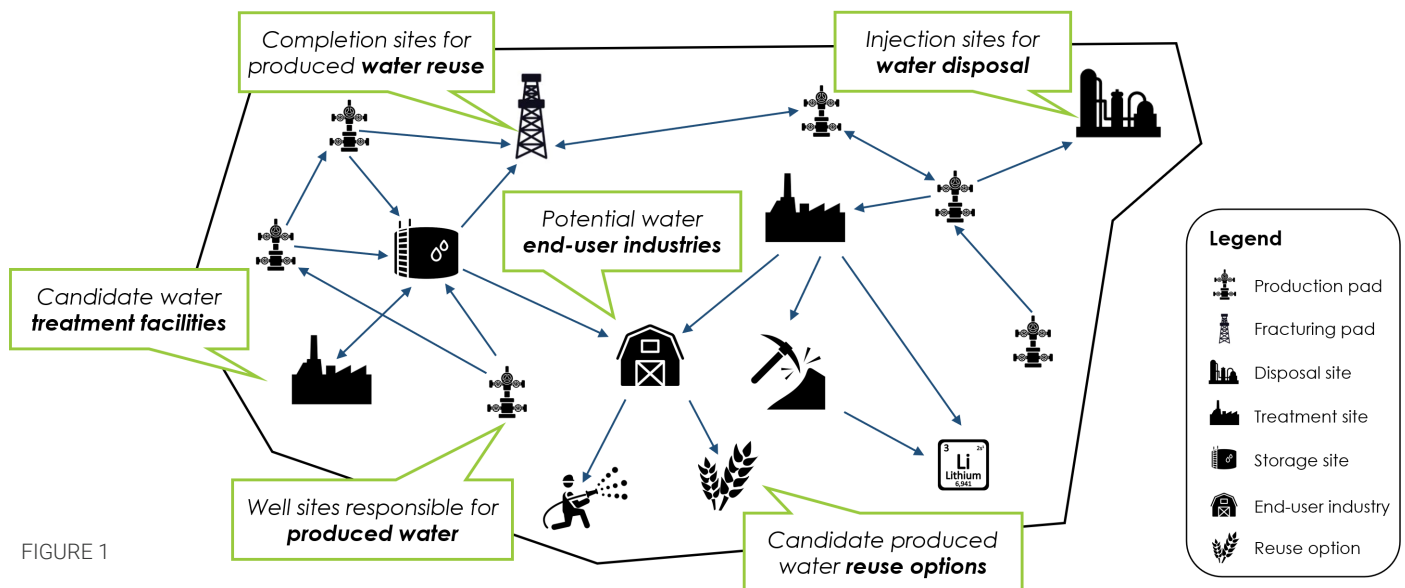 Completion sites for
produced water reuse
Injection sites for
water disposal
Potential water
end-user industries
Candidate water
treatment facilities
Well sites responsible for
produced water
Candidate produced
water reuse options
3 2s¹
Li
Lithium
6,941
Legend
Production pad
Fracturing pad
Disposal site
Treatment site
Storage site
End-user industry
Reuse option
FIGURE 1